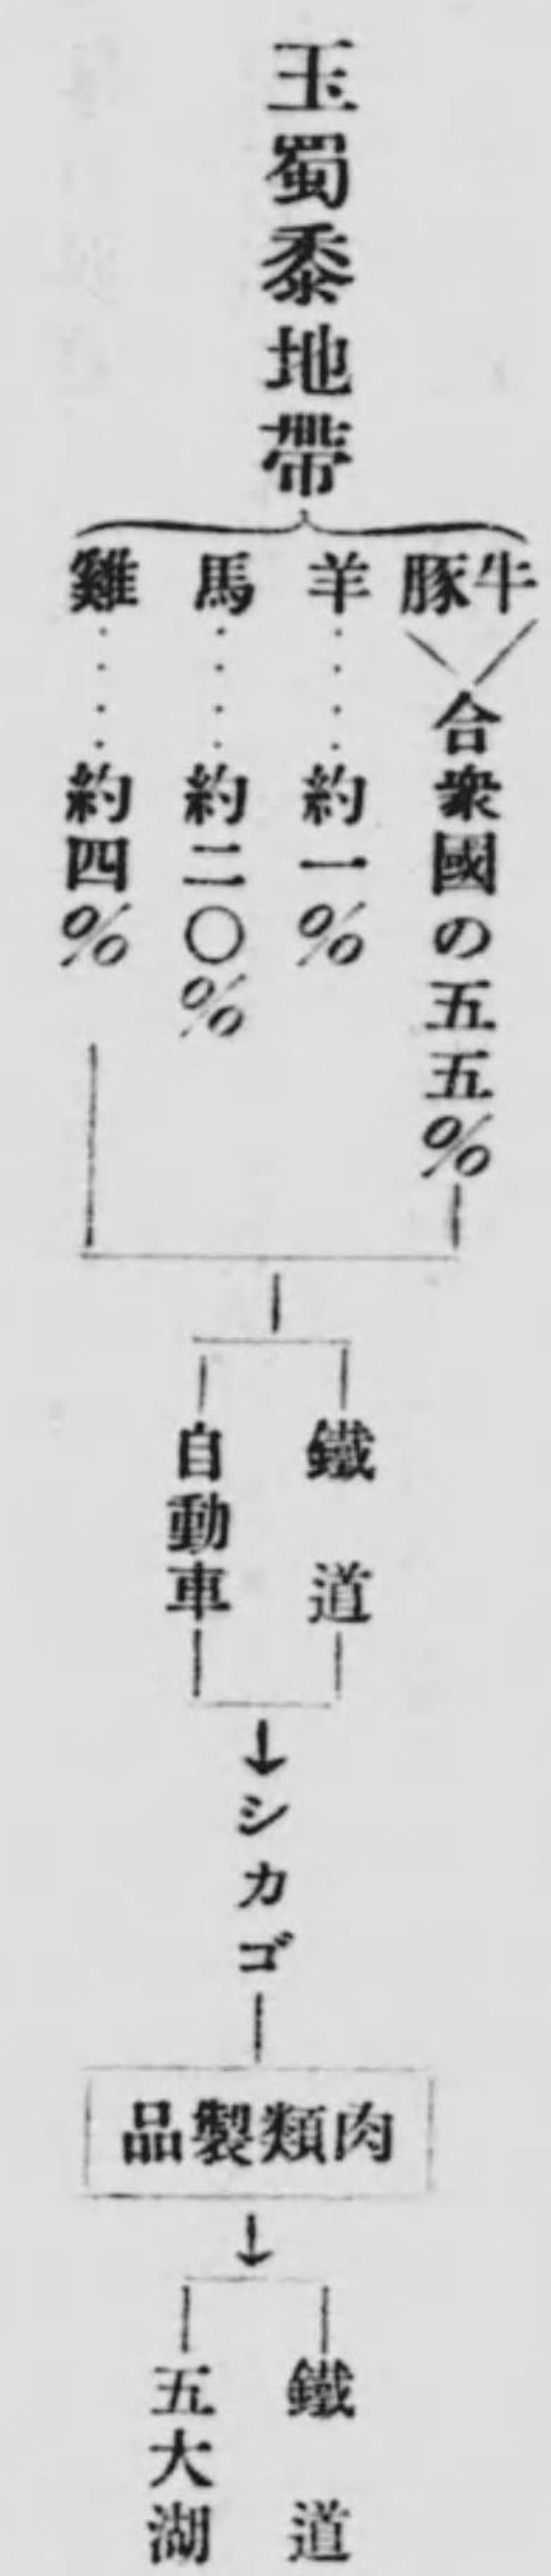 玉蜀黍地帶
牛
豚
合衆國の五五%
羊‥‥約一%
馬‥‥約二〇%
雞‥‥約四%
鐵道
自動車
↓シカゴ
肉類製品
↓
鐵道
五大湖